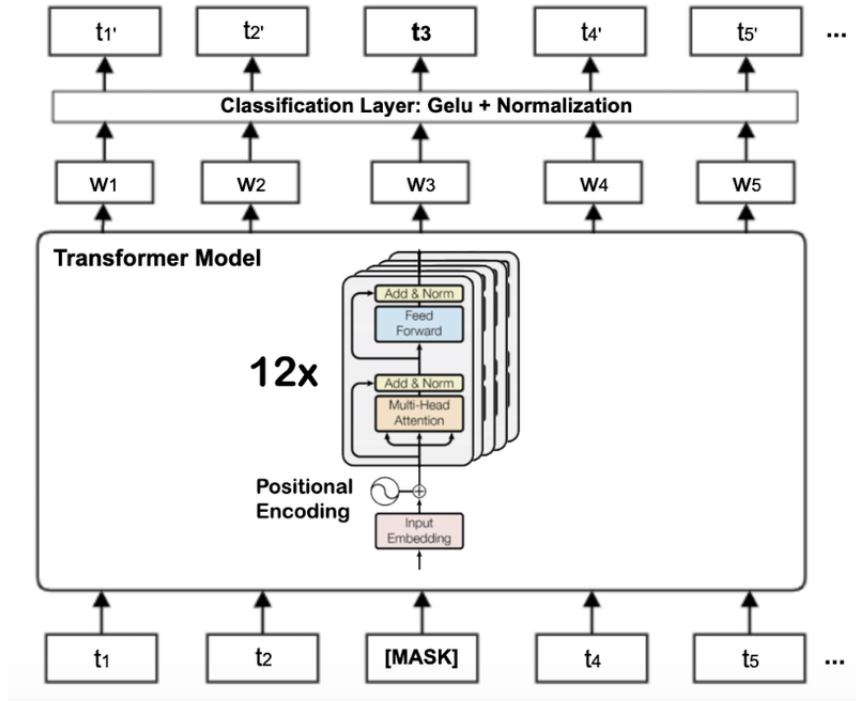 t1' t2' t3 t4' t5' ...
Classification Layer: Gelu + Normalization
W1 W2 W3 W4 W5
Transformer Model
Add & Norm
Feed
Forward
12x
Add & Norm
Multi-Head
Attention
Positional
Encoding
Input
Embedding
t1 t2 [MASK] t4 t5 ...